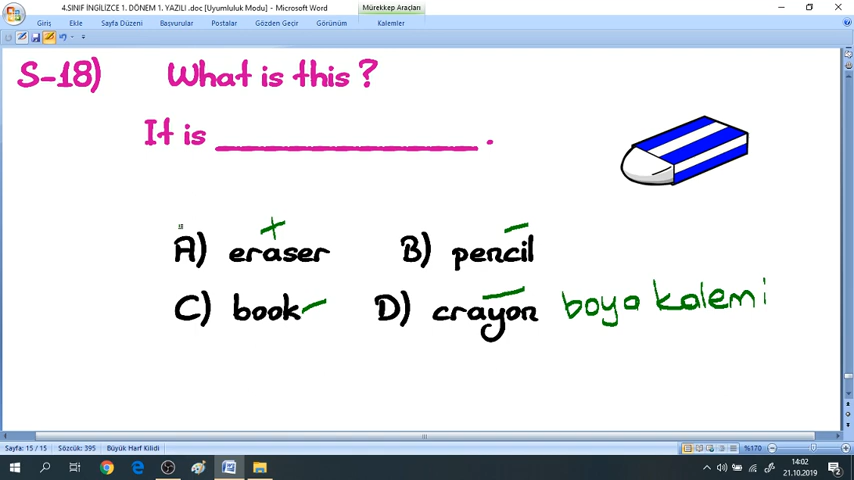 4.SINIF İNGİLİZCE 1. DÖNEM 1. YAZILI .doc [Uyumluluk Modu] - Microsoft Word
Mürekkep Araçları
Giriş Ekle Sayfa Düzeni Başvurular Postalar Gözden Geçir Görünüm Kalemler
S-18) What is this ?
It is ____________________ .
A) eraser B) pencil
C) book D) crayon boya kalemi
Sayfa: 15 / 15 Sözcük: 395 Büyük Harf Kilidi %170
14:02
21.10.2019
2